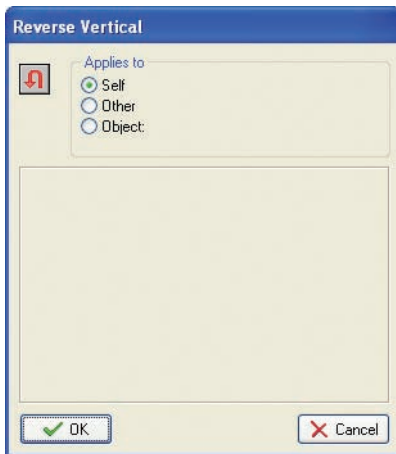 Reverse Vertical
Applies to
Self
Other
Object:
OK
Cancel